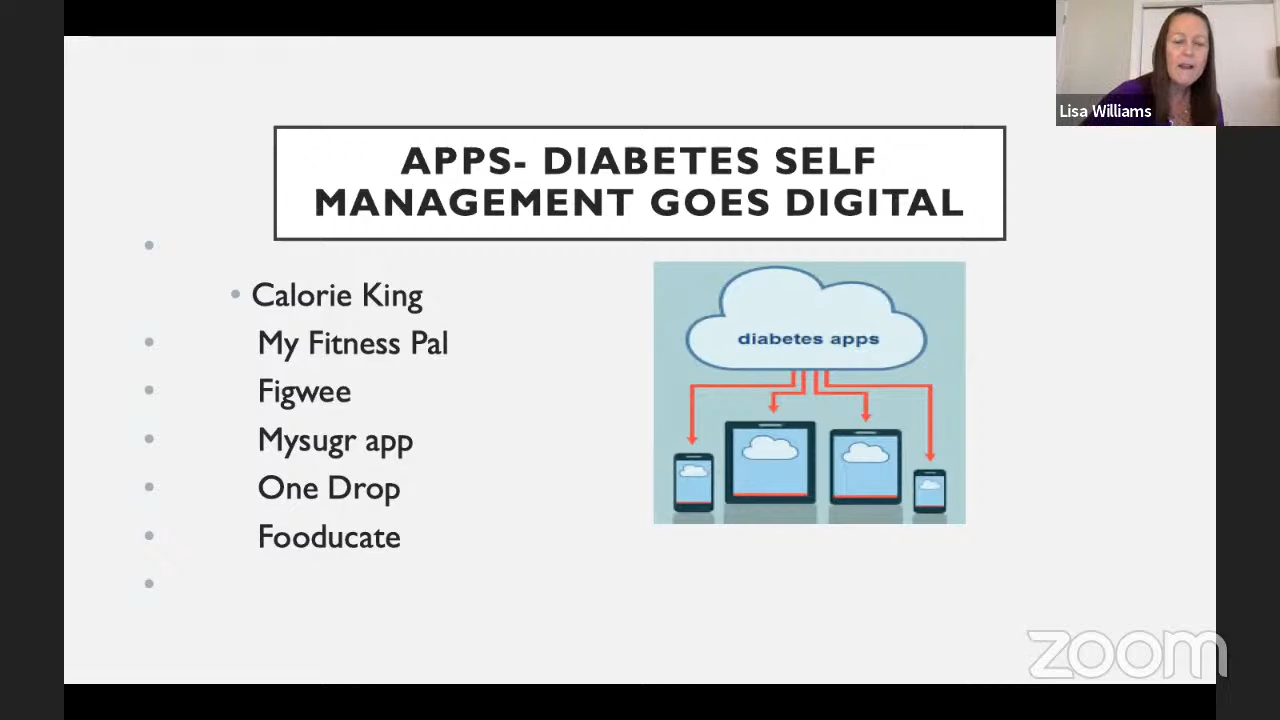 Lisa Williams
APPS- DIABETES SELF
MANAGEMENT GOES DIGITAL
• 
• Calorie King
• My Fitness Pal
• Figwee
• Mysugr app
• One Drop
• Fooducate
• 
diabetes apps
zoom